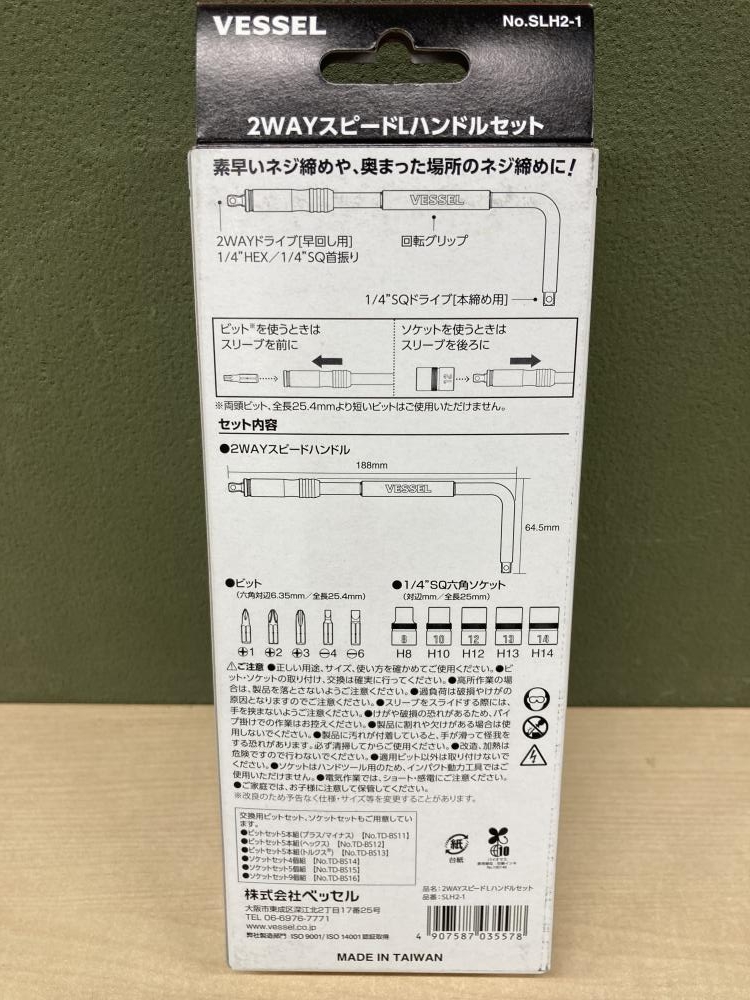 VESSEL
No.SLH2-1
2WAYスピードLハンドルセット
素早いネジ締めや、奥まった場所のネジ締めに!
VESSEL
2WAYドライブ[早回し用]
1/4"HEX/1/4"SQ首振り
回転グリップ
1/4"SQドライブ[本締め用]
ビット※を使うときは
スリーブを前に
ソケットを使うときは
スリーブを後ろに
12
※両頭ビット、全長25.4mmより短いビットはご使用いただけません。
セット内容
●2WAYスピードハンドル
188mm
VESSEL
64.5mm
●ビット
(六角対辺6.35mm/全長25.4mm)
●1/4"SQ六角ソケット
(対辺mm/全長25mm)
8 10 12 13 14
⊕1 ⊕2 ⊕3 ⊖4 ⊖6
H8 H10 H12 H13 H14
⚠ご注意 ●正しい用途、サイズ、使い方を確かめてご使用ください。●ビ
ット・ソケットの取り付け、交換は確実に行ってください。●高所作業の場
合は、製品を落とさないようご注意ください。●過負荷は破損やけがの
原因となりますのでご注意ください。●スリーブをスライドする際には、
手を挟まないようご注意ください。●けがや破損の恐れがあるため、パイ
プ掛けでの作業はお控えください。●製品に割れや欠けがある場合は使
用しないでください。●製品に汚れが付着していると、手が滑って怪我を
する恐れがあります。必ず清掃してからご使用ください。●改造、加熱は
危険ですので行わないでください。●適用ビット以外は取り付けないで
ください。●ソケットはハンドツール用のため、インパクト動力工具ではご
使用いただけません。●電気作業では、ショート・感電にご注意ください。
●ご家庭では、お子様に注意して保管してください。
※改良のため予告なく仕様・サイズ等を変更することがあります。
交換用ビットセット、ソケットセットもご用意してい
ます。
●ビットセット5本組(プラス/マイナス) [No.TD-BS11]
●ビットセット5本組(ヘックス) [No.TD-BS12]
●ビットセット5本組(トルクス®) [No.TD-BS13]
●ソケットセット4個組 [No.TD-BS14]
●ソケットセット5個組 [No.TD-BS15]
●ソケットセット9個組 [No.TD-BS16]
紙
台紙
10
株式会社ベッセル
大阪市東成区深江北2丁目17番25号
TEL 06-6976-7771
www.vessel.co.jp
弊社製造部門・ISO 9001/ISO 14001認証取得
品名:2WAYスピードLハンドルセット
品番:SLH2-1
4 907587 035578
MADE IN TAIWAN